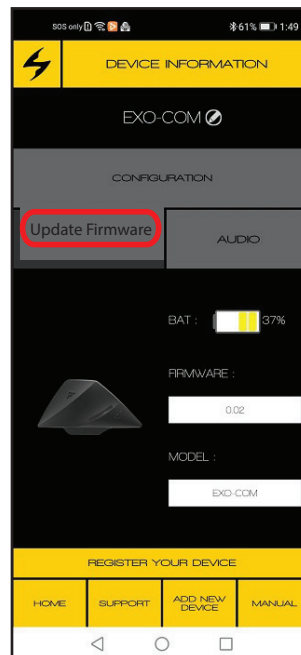 SOS only 61% 1:49
DEVICE INFORMATION
EXO-COM
CONFIGURATION
Update Firmware
AUDIO
BAT : 37%
FIRMWARE :
0.02
MODEL :
EXO-COM
REGISTER YOUR DEVICE
HOME SUPPORT ADD NEW DEVICE MANUAL